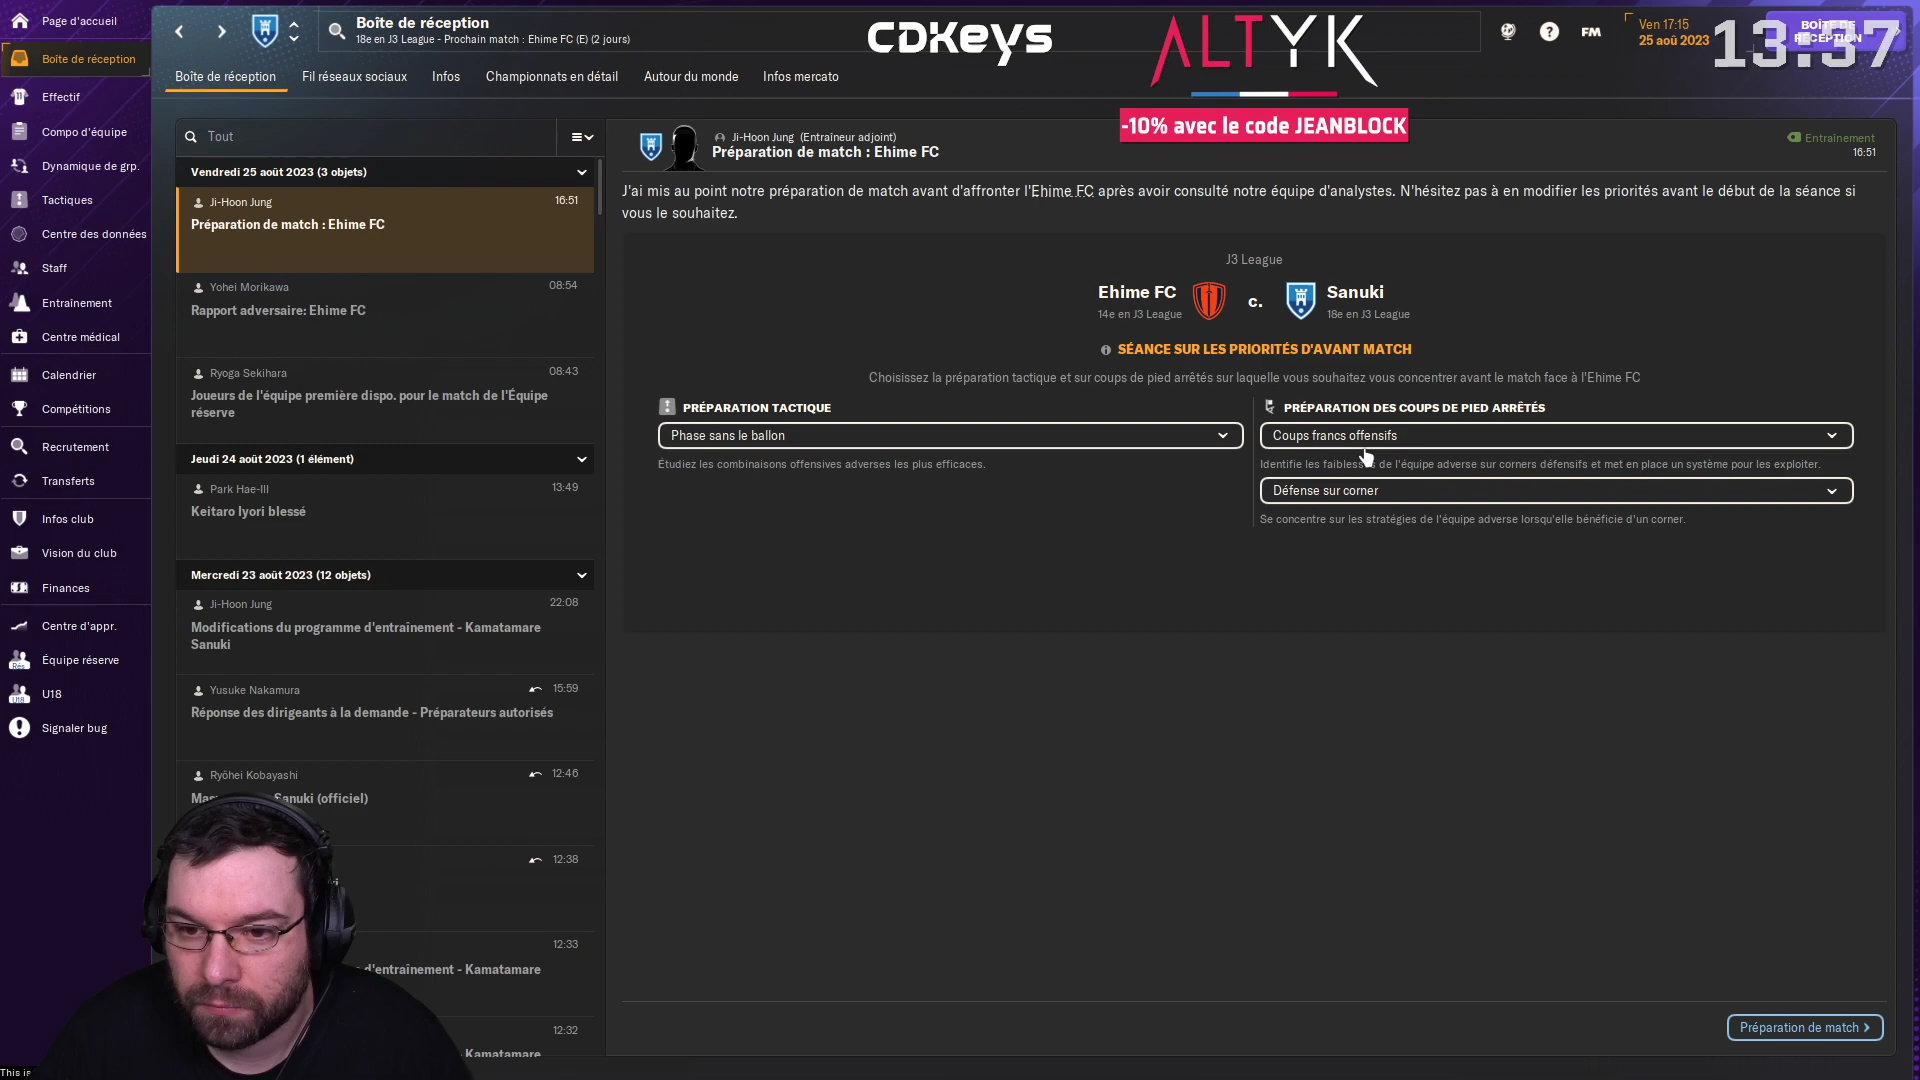 Page d'accueil
Boîte de réception
Effectif
Compo d'équipe
Dynamique de grp.
Tactiques
Centre des données
Staff
Entraînement
Centre médical
Calendrier
Compétitions
Recrutement
Transferts
Infos club
Vision du club
Finances
Centre d'appr.
Équipe réserve
U18
Signaler bug
Boîte de réception
18e en J3 League - Prochain match : Ehime FC (E) (2 jours)
CDKeys
ALTYK
-10% avec le code JEANBLOCK
FM
Ven 17:15
25 août 2023
BOÎTE DE
RÉCEPTION
13:37
Boîte de réception
Fil réseaux sociaux
Infos
Championnats en détail
Autour du monde
Infos mercato
Tout
Vendredi 25 août 2023 (3 objets)
Ji-Hoon Jung 16:51
Préparation de match : Ehime FC
Yohei Morikawa 08:54
Rapport adversaire: Ehime FC
Ryoga Sekihara 08:43
Joueurs de l'équipe première dispo. pour le match de l'Équipe
réserve
Jeudi 24 août 2023 (1 élément)
Park Hae-Ill 13:49
Keitaro Iyori blessé
Mercredi 23 août 2023 (12 objets)
Ji-Hoon Jung 22:08
Modifications du programme d'entraînement - Kamatamare
Sanuki
Yusuke Nakamura 15:59
Réponse des dirigeants à la demande - Préparateurs autorisés
Ryôhei Kobayashi 12:46
Sanuki (officiel)
12:38
12:33
d'entraînement - Kamatamare
12:32
Kamatamare
This is
Ji-Hoon Jung (Entraîneur adjoint)
Préparation de match : Ehime FC
Entraînement
16:51
J'ai mis au point notre préparation de match avant d'affronter l'Ehime FC après avoir consulté notre équipe d'analystes. N'hésitez pas à en modifier les priorités avant le début de la séance si
vous le souhaitez.
J3 League
Ehime FC
14e en J3 League
c.
Sanuki
18e en J3 League
SÉANCE SUR LES PRIORITÉS D'AVANT MATCH
Choisissez la préparation tactique et sur coups de pied arrêtés sur laquelle vous souhaitez vous concentrer avant le match face à l'Ehime FC
PRÉPARATION TACTIQUE
Phase sans le ballon
Étudiez les combinaisons offensives adverses les plus efficaces.
PRÉPARATION DES COUPS DE PIED ARRÊTÉS
Coups francs offensifs
Identifie les faiblesses de l'équipe adverse sur corners défensifs et met en place un système pour les exploiter.
Défense sur corner
Se concentre sur les stratégies de l'équipe adverse lorsqu'elle bénéficie d'un corner.
Préparation de match